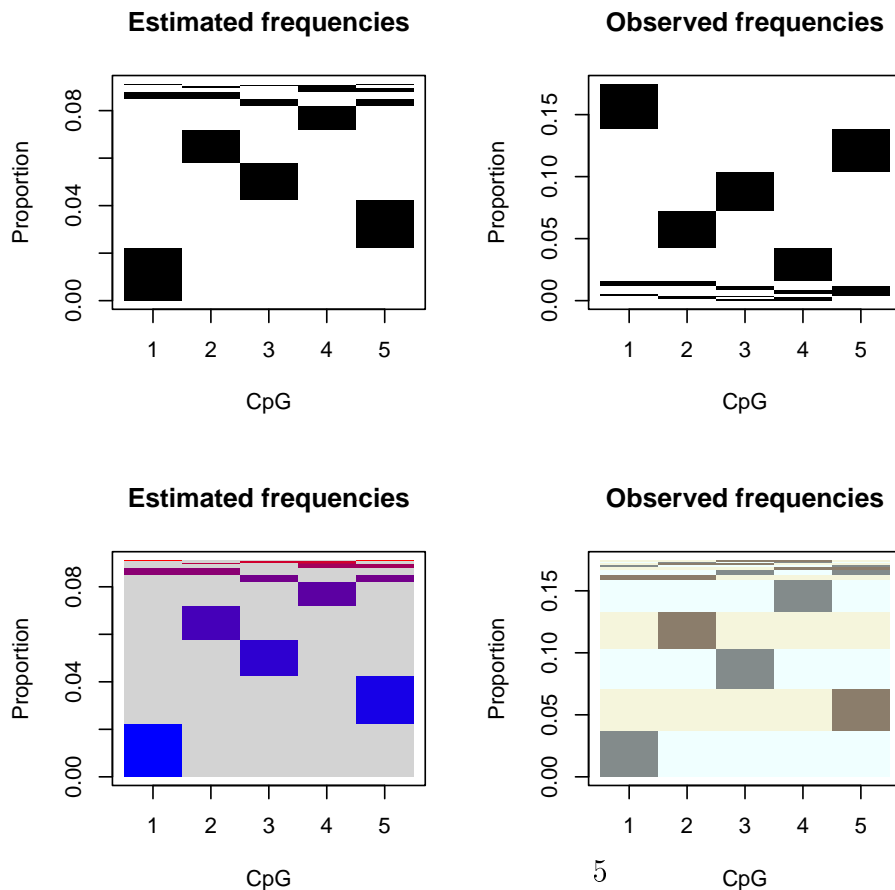 Estimated frequencies
Proportion
0.00 0.04 0.08
1 2 3 4 5
CpG
Observed frequencies
Proportion
0.00 0.05 0.10 0.15
1 2 3 4 5
CpG
Estimated frequencies
Proportion
0.00 0.04 0.08
1 2 3 4 5
CpG
Observed frequencies
Proportion
0.00 0.05 0.10 0.15
1 2 3 4 5
CpG
5